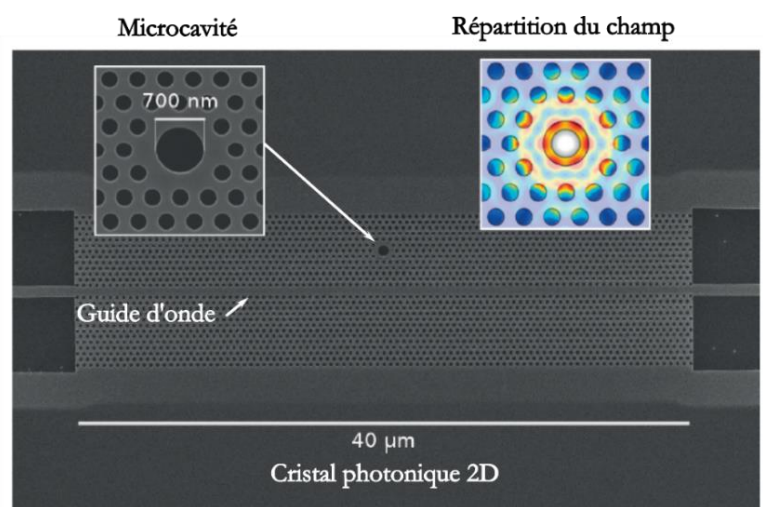 Microcavité
Répartition du champ
700 nm
Guide d'onde
40 μm
Cristal photonique 2D